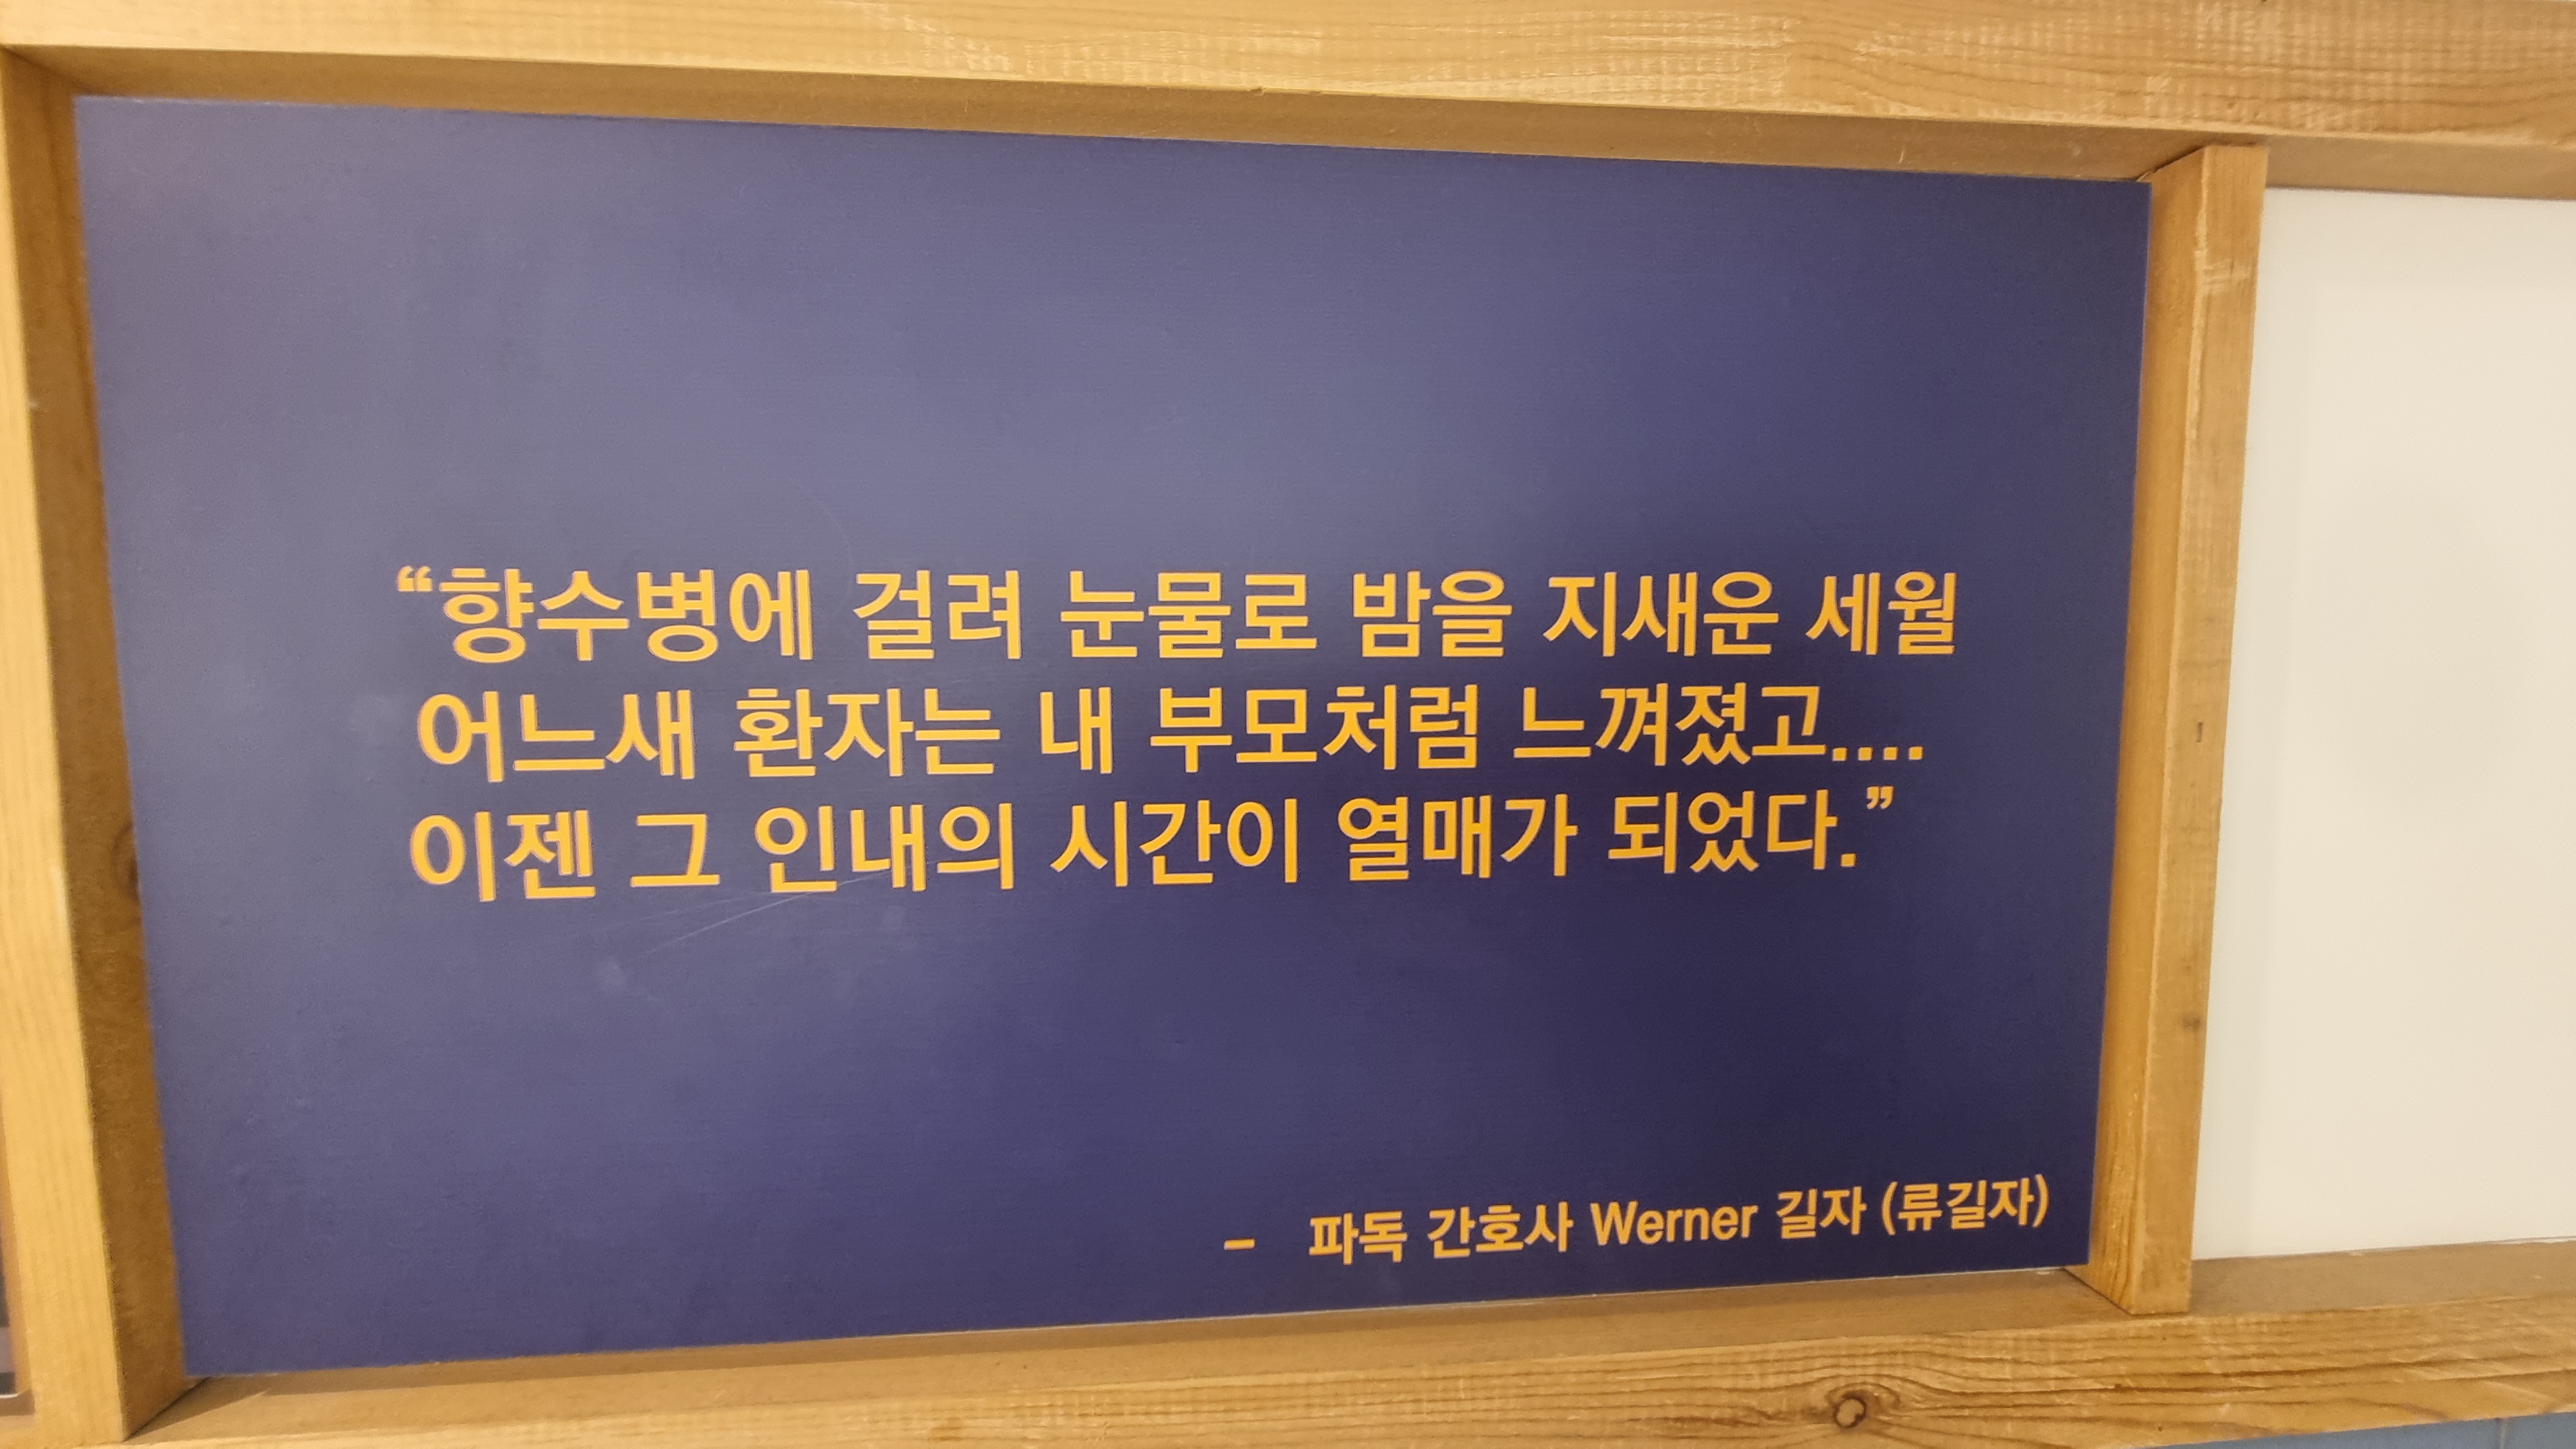 “향수병에 걸려 눈물로 밤을 지새운 세월
어느새 환자는 내 부모처럼 느껴졌고....
이젠 그 인내의 시간이 열매가 되었다.”
– 파독 간호사 Werner 길자 (류길자)